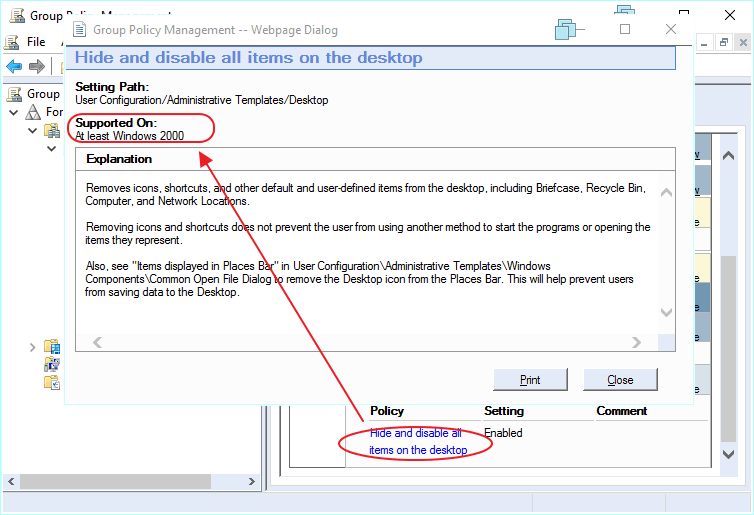 Group Policy Management
Group Policy Management -- Webpage Dialog
File
Hide and disable all items on the desktop
Setting Path:
User Configuration/Administrative Templates/Desktop
Supported On:
At least Windows 2000
Explanation
Removes icons, shortcuts, and other default and user-defined items from the desktop, including Briefcase, Recycle Bin,
Computer, and Network Locations.
Removing icons and shortcuts does not prevent the user from using another method to start the programs or opening the
items they represent.
Also, see "Items displayed in Places Bar" in User Configuration\Administrative Templates\Windows
Components\Common Open File Dialog to remove the Desktop icon from the Places Bar. This will help prevent users
from saving data to the Desktop.
Print
Close
Group
For
Policy
Setting
Comment
Hide and disable all
items on the desktop
Enabled